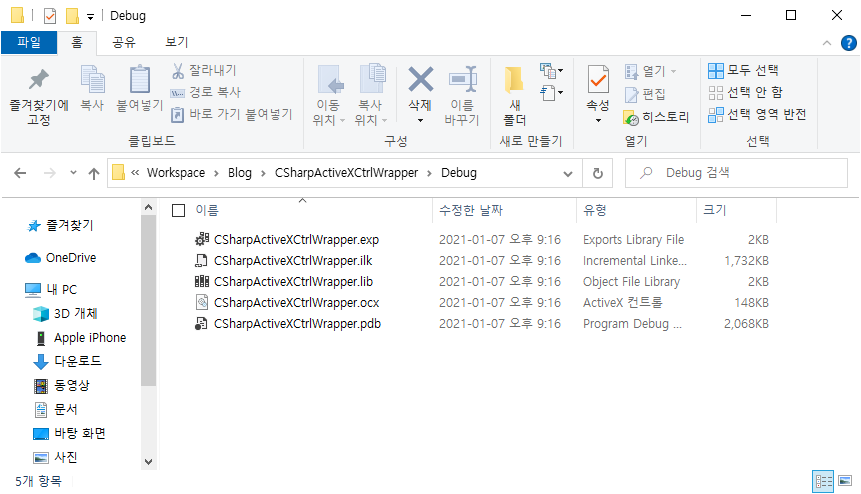 Debug
파일 홈 공유 보기
즐겨찾기에 고정
복사
붙여넣기
잘라내기
경로 복사
바로 가기 붙여넣기
클립보드
이동 위치
복사 위치
삭제
이름 바꾸기
구성
새 폴더
새로 만들기
속성
열기
편집
히스토리
열기
모두 선택
선택 안 함
선택 영역 반전
선택
« Workspace > Blog > CSharpActiveXCtrlWrapper > Debug
Debug 검색
즐겨찾기
OneDrive
내 PC
3D 개체
Apple iPhone
다운로드
동영상
문서
바탕 화면
사진
이름 수정한 날짜 유형 크기
CSharpActiveXCtrlWrapper.exp 2021-01-07 오후 9:16 Exports Library File 2KB
CSharpActiveXCtrlWrapper.ilk 2021-01-07 오후 9:16 Incremental Linke... 1,732KB
CSharpActiveXCtrlWrapper.lib 2021-01-07 오후 9:16 Object File Library 2KB
CSharpActiveXCtrlWrapper.ocx 2021-01-07 오후 9:16 ActiveX 컨트롤 148KB
CSharpActiveXCtrlWrapper.pdb 2021-01-07 오후 9:16 Program Debug ... 2,068KB
5개 항목